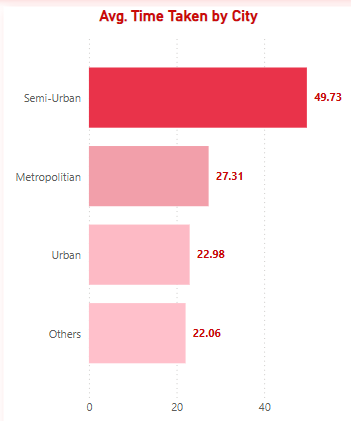 Avg. Time Taken by City
Semi-Urban 49.73
Metropolitian 27.31
Urban 22.98
Others 22.06
0 20 40